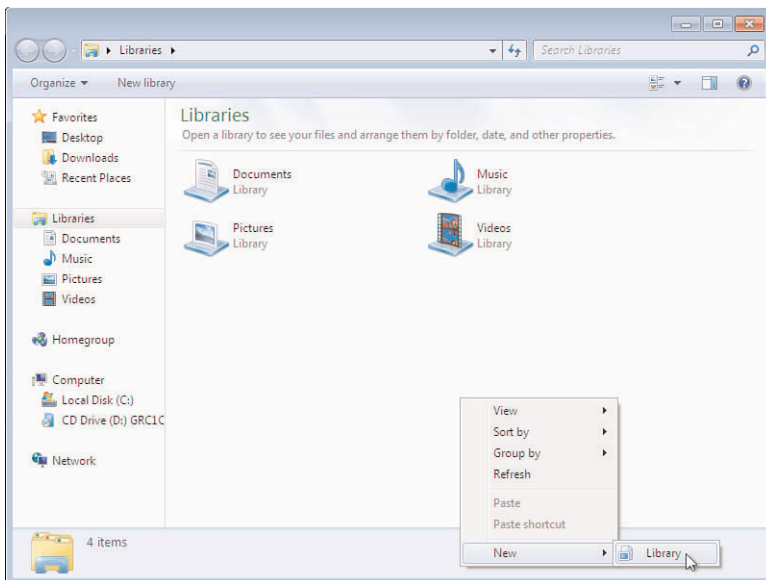 Libraries
Search Libraries
Organize New library
Favorites
Desktop
Downloads
Recent Places
Libraries
Documents
Music
Pictures
Videos
Homegroup
Computer
Local Disk (C:)
CD Drive (D:) GRC1C
Network
Libraries
Open a library to see your files and arrange them by folder, date, and other properties.
Documents
Library
Music
Library
Pictures
Library
Videos
Library
View
Sort by
Group by
Refresh
Paste
Paste shortcut
New
Library
4 items